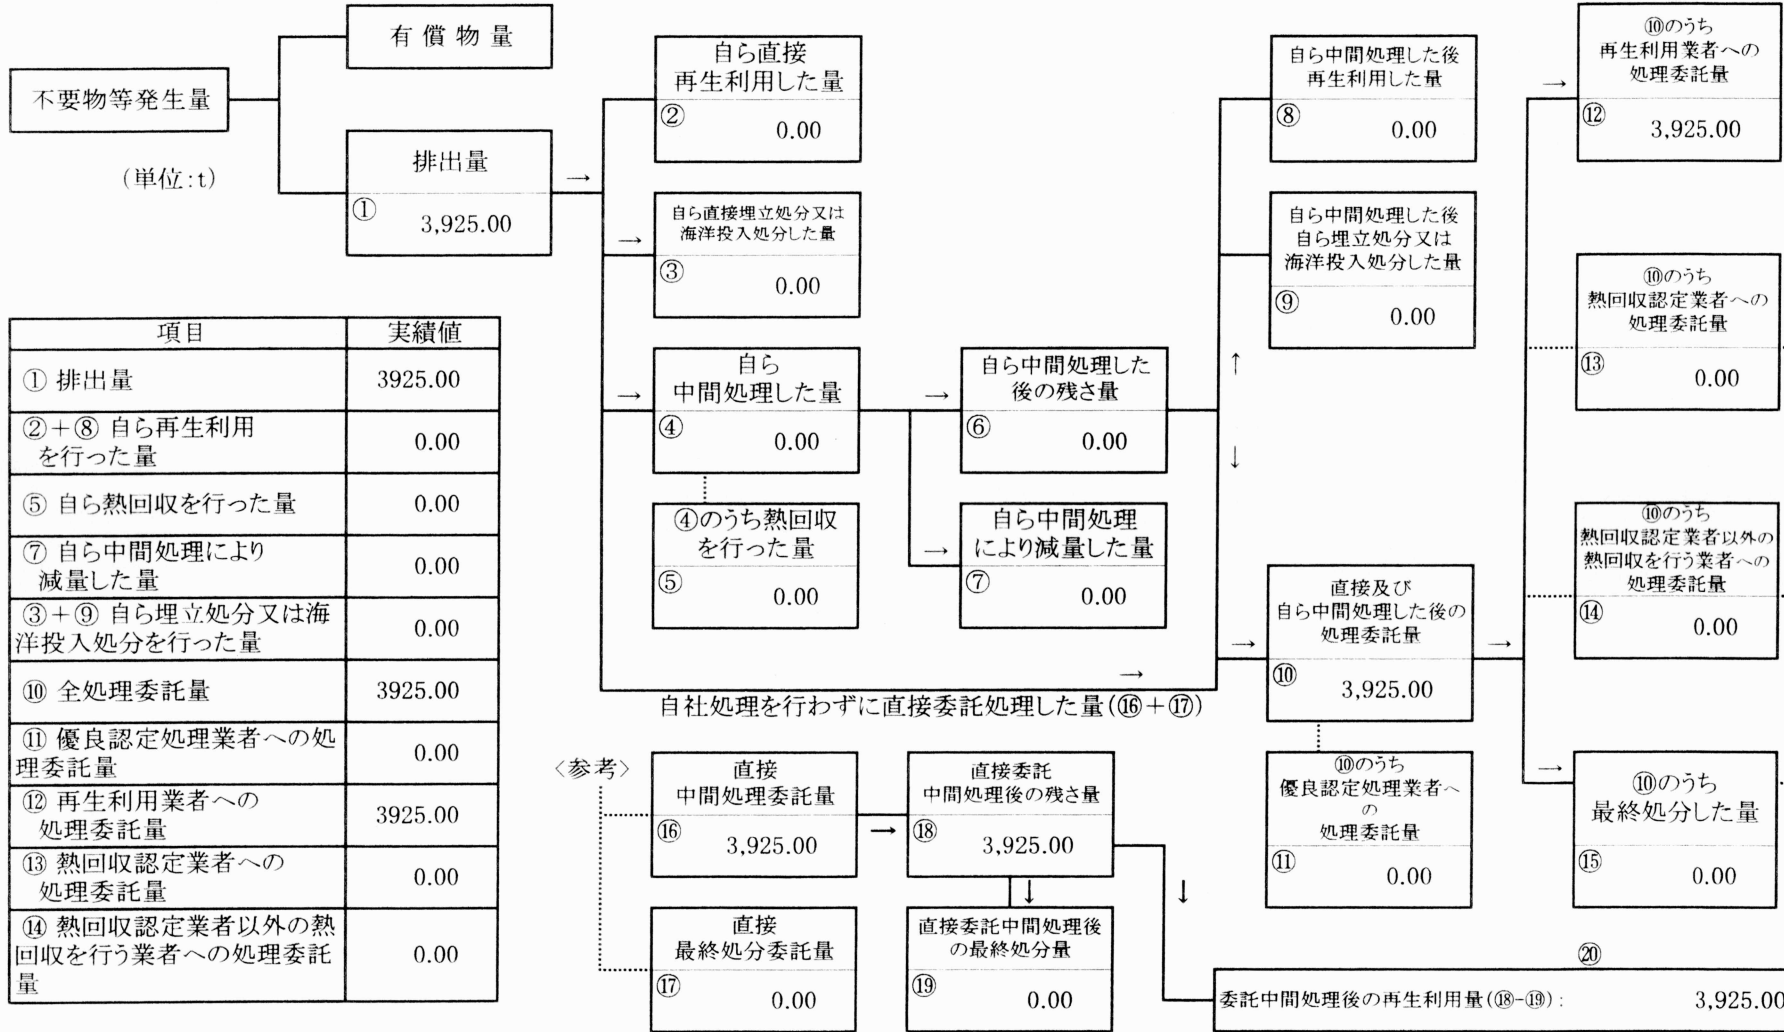 有償物量
不要物等発生量
(単位:t)
排出量
①
3,925.00
→
自ら直接
再生利用した量
②
0.00
→
自ら直接埋立処分又は
海洋投入処分した量
③
0.00
→
自ら
中間処理した量
④
0.00
④のうち熱回収
を行った量
⑤
0.00
→
自ら中間処理した
後の残さ量
⑥
0.00
→
自ら中間処理
により減量した量
⑦
0.00
↑
↓
→
自社処理を行わずに直接委託処理した量(⑯+⑰)
自ら中間処理した後
再生利用した量
⑧
0.00
自ら中間処理した後
自ら埋立処分又は
海洋投入処分した量
⑨
0.00
→
直接及び
自ら中間処理した後の
処理委託量
⑩
3,925.00
→
⑩のうち
優良認定処理業者へ
の
処理委託量
⑪
0.00
→
⑩のうち
再生利用業者への
処理委託量
⑫
3,925.00
⑩のうち
熱回収認定業者への
処理委託量
⑬
0.00
⑩のうち
熱回収認定業者以外の
熱回収を行う業者への
処理委託量
⑭
0.00
→
⑩のうち
最終処分した量
⑮
0.00
項目 実績値
① 排出量 3925.00
②+⑧ 自ら再生利用
を行った量 0.00
⑤ 自ら熱回収を行った量 0.00
⑦ 自ら中間処理により
減量した量 0.00
③+⑨ 自ら埋立処分又は海
洋投入処分を行った量 0.00
⑩ 全処理委託量 3925.00
⑪ 優良認定処理業者への処
理委託量 0.00
⑫ 再生利用業者への
処理委託量 3925.00
⑬ 熱回収認定業者への
処理委託量 0.00
⑭ 熱回収認定業者以外の熱
回収を行う業者への処理委託
量 0.00
〈参考〉
直接
中間処理委託量
⑯
3,925.00
→
直接委託
中間処理後の残さ量
⑱
3,925.00
直接
最終処分委託量
⑰
0.00
↓
直接委託中間処理後
の最終処分量
⑲
0.00
↓
⑳
委託中間処理後の再生利用量(⑱-⑲): 3,925.00